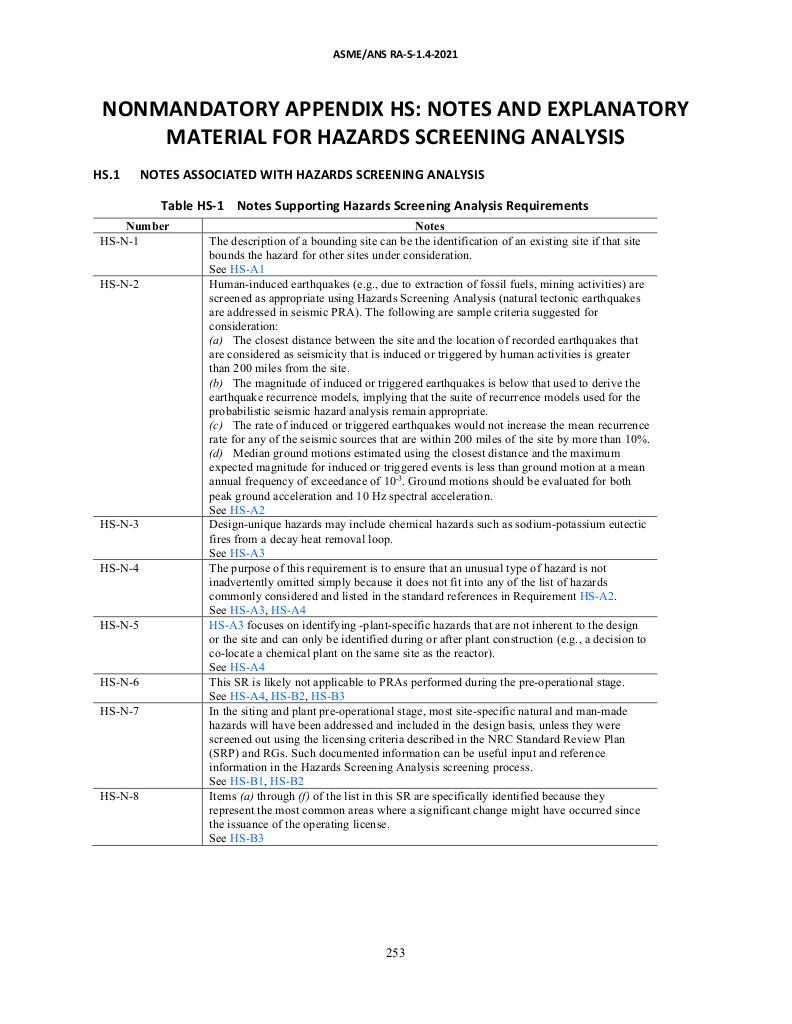 ASME/ANS RA-S-1.4-2021
NONMANDATORY APPENDIX HS: NOTES AND EXPLANATORY
MATERIAL FOR HAZARDS SCREENING ANALYSIS
HS.1 NOTES ASSOCIATED WITH HAZARDS SCREENING ANALYSIS
Table HS-1 Notes Supporting Hazards Screening Analysis Requirements
Number Notes
HS-N-1 The description of a bounding site can be the identification of an existing site if that site
bounds the hazard for other sites under consideration.
See HS-A1
HS-N-2 Human-induced earthquakes (e.g., due to extraction of fossil fuels, mining activities) are
screened as appropriate using Hazards Screening Analysis (natural tectonic earthquakes
are addressed in seismic PRA). The following are sample criteria suggested for
consideration:
(a) The closest distance between the site and the location of recorded earthquakes that
are considered as seismicity that is induced or triggered by human activities is greater
than 200 miles from the site.
(b) The magnitude of induced or triggered earthquakes is below that used to derive the
earthquake recurrence models, implying that the suite of recurrence models used for the
probabilistic seismic hazard analysis remain appropriate.
(c) The rate of induced or triggered earthquakes would not increase the mean recurrence
rate for any of the seismic sources that are within 200 miles of the site by more than 10%.
(d) Median ground motions estimated using the closest distance and the maximum
expected magnitude for induced or triggered events is less than ground motion at a mean
annual frequency of exceedance of 10⁻³. Ground motions should be evaluated for both
peak ground acceleration and 10 Hz spectral acceleration.
See HS-A2
HS-N-3 Design-unique hazards may include chemical hazards such as sodium-potassium eutectic
fires from a decay heat removal loop.
See HS-A3
HS-N-4 The purpose of this requirement is to ensure that an unusual type of hazard is not
inadvertently omitted simply because it does not fit into any of the list of hazards
commonly considered and listed in the standard references in Requirement HS-A2.
See HS-A3, HS-A4
HS-N-5 HS-A3 focuses on identifying -plant-specific hazards that are not inherent to the design
or the site and can only be identified during or after plant construction (e.g., a decision to
co-locate a chemical plant on the same site as the reactor).
See HS-A4
HS-N-6 This SR is likely not applicable to PRAs performed during the pre-operational stage.
See HS-A4, HS-B2, HS-B3
HS-N-7 In the siting and plant pre-operational stage, most site-specific natural and man-made
hazards will have been addressed and included in the design basis, unless they were
screened out using the licensing criteria described in the NRC Standard Review Plan
(SRP) and RGs. Such documented information can be useful input and reference
information in the Hazards Screening Analysis screening process.
See HS-B1, HS-B2
HS-N-8 Items (a) through (f) of the list in this SR are specifically identified because they
represent the most common areas where a significant change might have occurred since
the issuance of the operating license.
See HS-B3
253